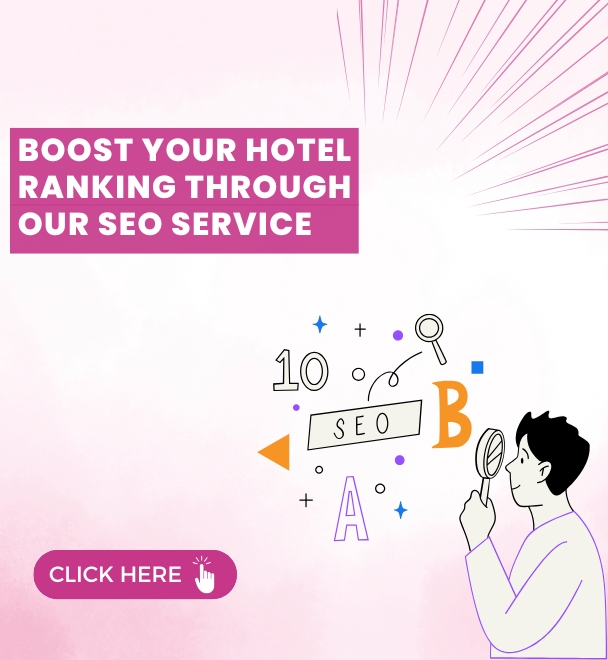 BOOST YOUR HOTEL
RANKING THROUGH
OUR SEO SERVICE
10
SEO
B
A
CLICK HERE